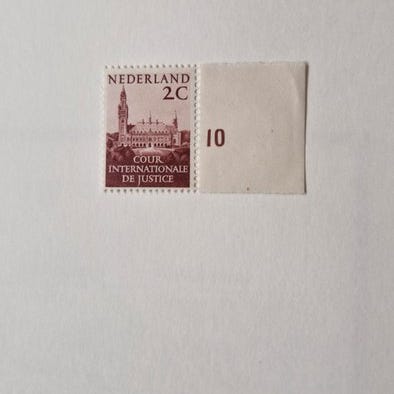 NEDERLAND
2C
COUR
INTERNATIONALE
DE JUSTICE
10